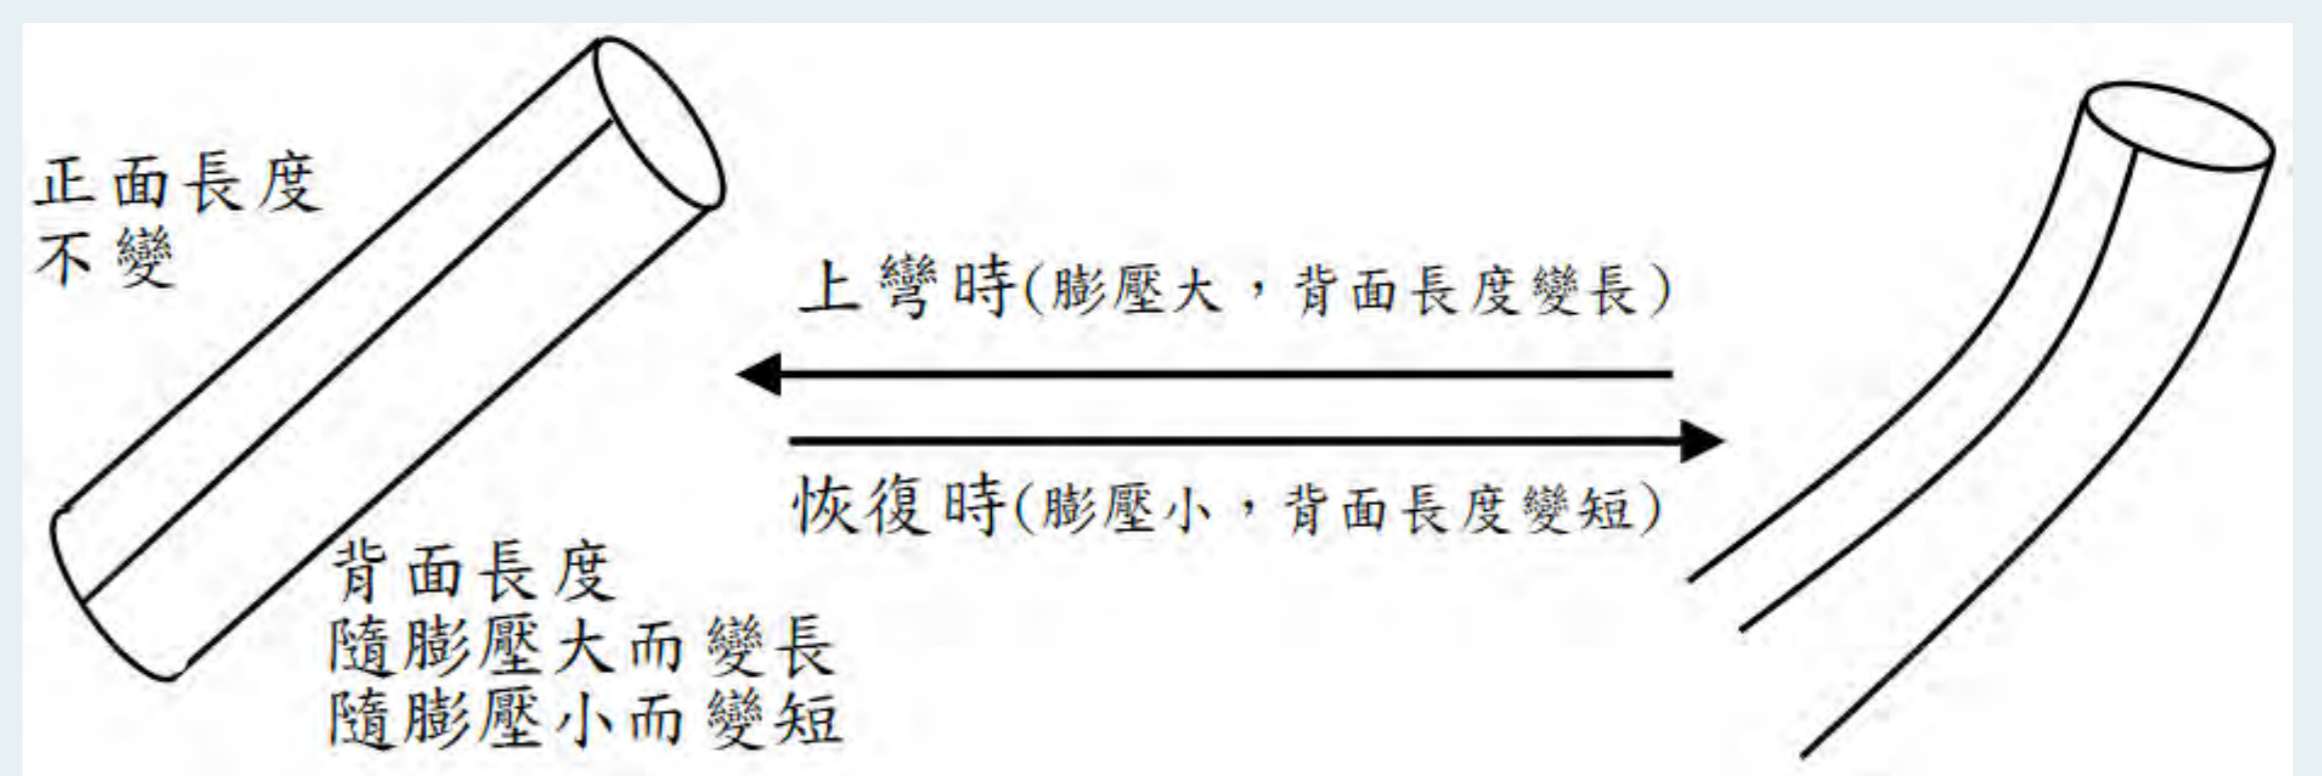 正面長度
不變
上彎時(膨壓大，背面長度變長)
恢復時(膨壓小，背面長度變短)
背面長度
隨膨壓大而變長
隨膨壓小而變短